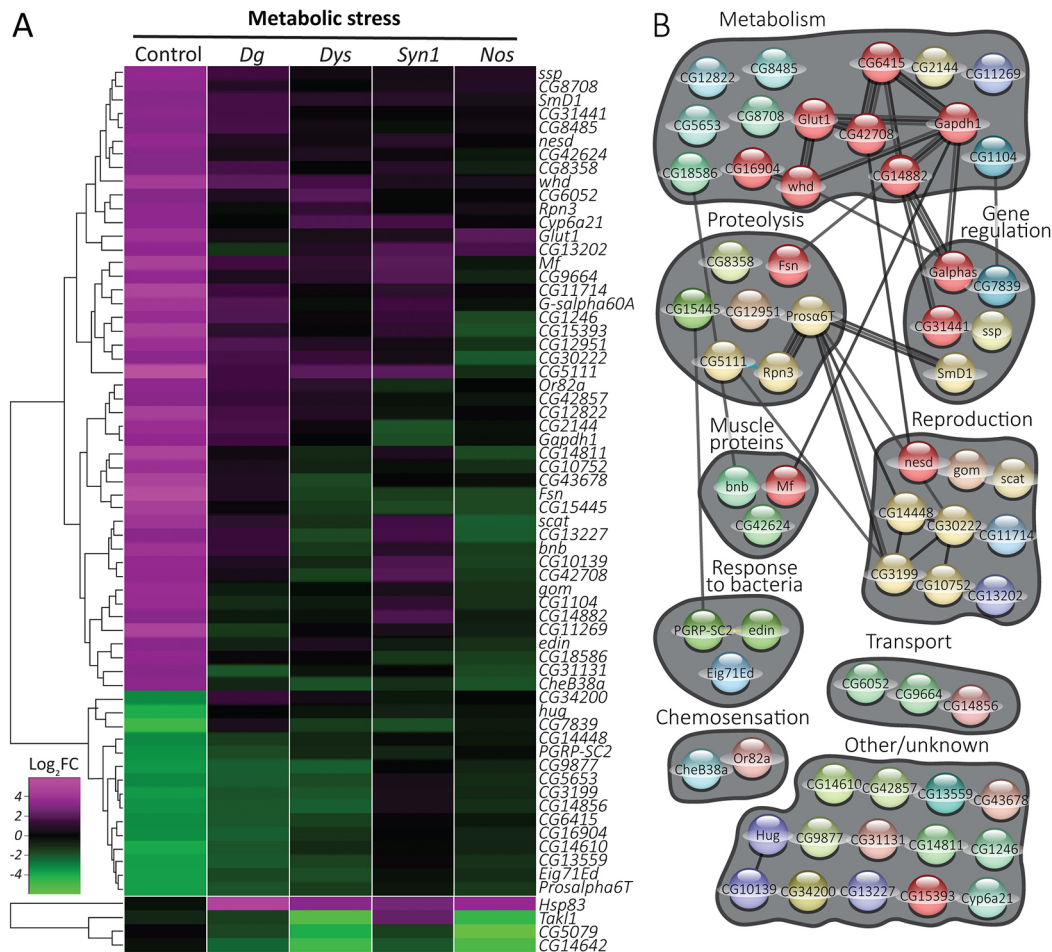 A
Metabolic stress
Control Dg Dys Syn1 Nos
ssp
CG8708
SmD1
CG31441
CG8485
nesd
CG42624
CG8358
whd
CG6052
Rpn3
Cyp6a21
Glut1
CG13202
Mf
CG9664
CG11714
G-salpha60A
CG1246
CG15393
CG12951
CG30222
CG5111
Or82a
CG42857
CG12822
CG2144
Gapdh1
CG14811
CG10752
CG43678
Fsn
CG15445
scat
CG13227
bnb
CG10139
CG42708
gom
CG1104
CG14882
CG11269
edin
CG18586
CG31131
CheB38a
CG34200
hug
CG7839
CG14448
PGRP-SC2
CG9877
CG5653
CG3199
CG14856
CG6415
CG16904
CG14610
CG13559
Eig71Ed
Prosalpha6T
Hsp83
Takl1
CG5079
CG14642
Log2FC
4
2
0
-2
-4
B
Metabolism
CG12822 CG8485 CG6415 CG2144 CG11269
CG5653 CG8708 Glut1 CG42708 Gapdh1
CG18586 CG16904 whd CG14882 CG1104
Proteolysis
CG8358 Fsn
CG15445 CG12951 Prosα6T
CG5111 Rpn3
Gene
regulation
Galphas CG7839
CG31441 ssp
SmD1
Muscle
proteins
bnb Mf
CG42624
Reproduction
nesd gom scat
CG14448 CG30222 CG11714
CG3199 CG10752 CG13202
Response
to bacteria
PGRP-SC2 edin
Eig71Ed
Transport
CG6052 CG9664 CG14856
Chemosensation
CheB38a Or82a
Other/unknown
CG14610 CG42857 CG13559 CG43678
Hug CG9877 CG31131 CG14811 CG1246
CG10139 CG34200 CG13227 CG15393 Cyp6a21